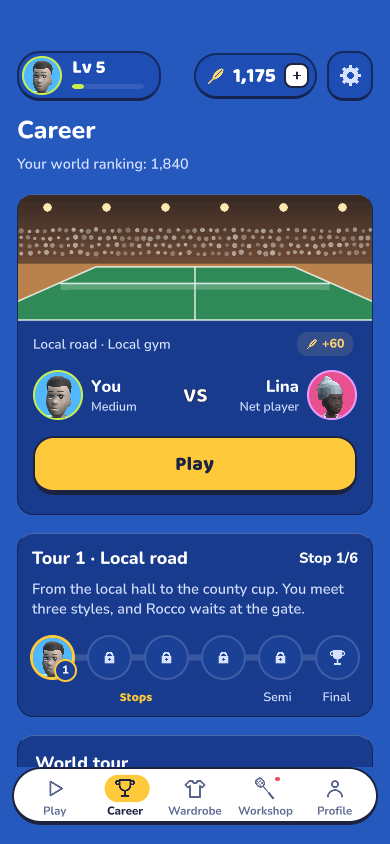 Lv 5
1,175
+
Career
Your world ranking: 1,840
Local road · Local gym
+60
You
Medium
VS
Lina
Net player
Play
Tour 1 · Local road
Stop 1/6
From the local hall to the county cup. You meet
three styles, and Rocco waits at the gate.
1
Stops
Semi
Final
World tour
Play
Career
Wardrobe
Workshop
Profile